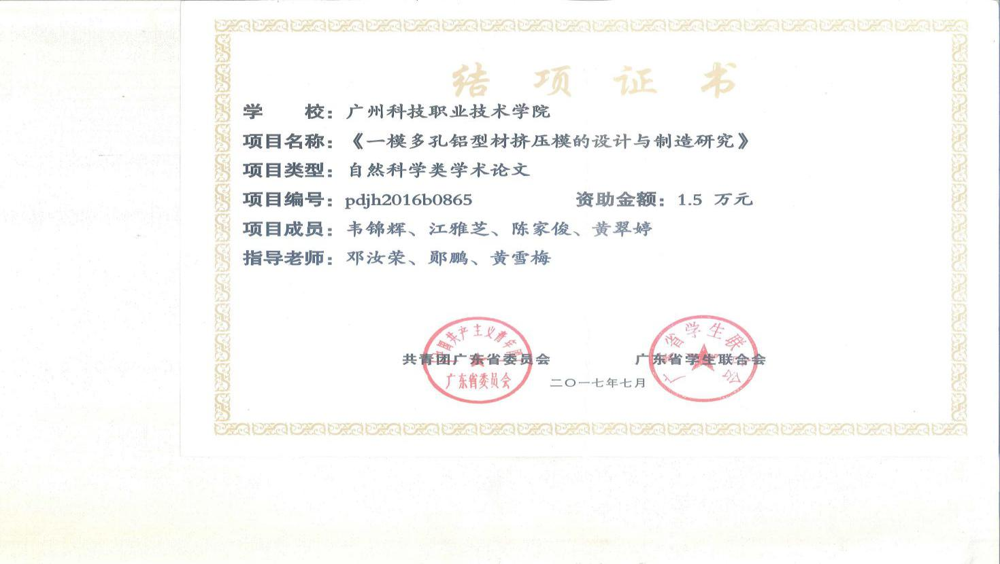 结 项 证 书
学 校：广州科技职业技术学院
项目名称：《一模多孔铝型材挤压模的设计与制造研究》
项目类型：自然科学类学术论文
项目编号：pdjh2016b0865 资助金额：1.5 万元
项目成员：韦锦辉、江雅芝、陈家俊、黄翠婷
指导老师：邓汝荣、郧鹏、黄雪梅
中国共产主义青年团
广东省学生联合会
共青团广东省委员会 广东省学生联合会
广东省委员会
二〇一七年七月